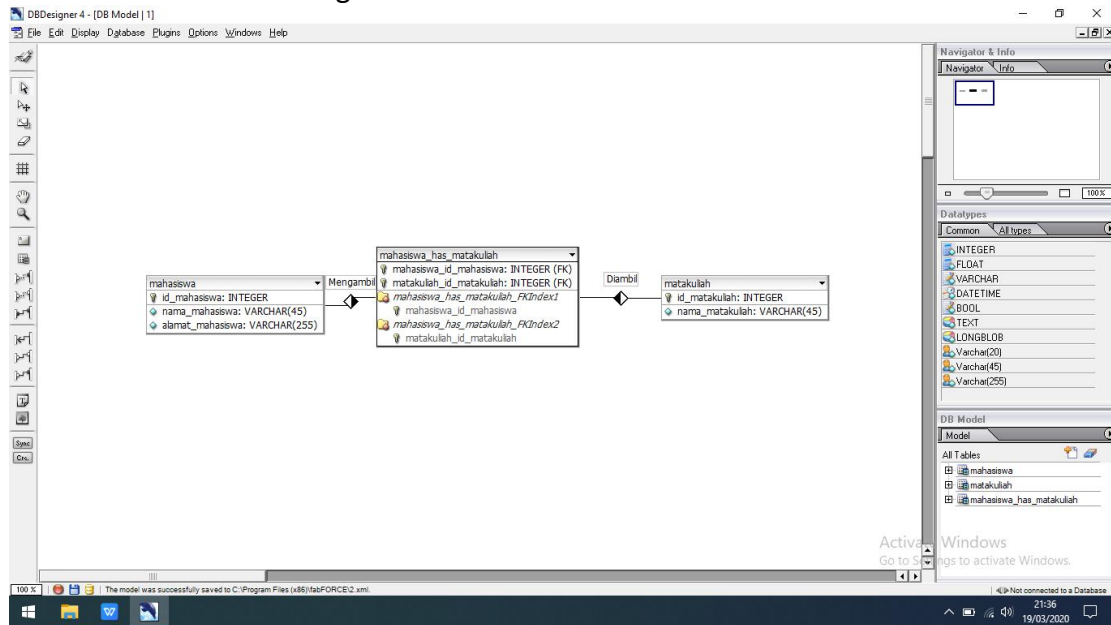 DBDesigner 4 - [DB Model | 1]
File Edit Display Database Plugins Options Windows Help
Navigator & Info
Navigator Info
100%
Datatypes
Common All types
INTEGER
FLOAT
VARCHAR
DATETIME
BOOL
TEXT
LONGBLOB
Varchar(20)
Varchar(45)
Varchar(255)
DB Model
Model
All Tables
mahasiswa
matakuliah
mahasiswa_has_matakuliah
mahasiswa
id_mahasiswa: INTEGER
nama_mahasiswa: VARCHAR(45)
alamat_mahasiswa: VARCHAR(255)
Mengambil
mahasiswa_has_matakuliah
mahasiswa_id_mahasiswa: INTEGER (FK)
matakuliah_id_matakuliah: INTEGER (FK)
mahasiswa_has_matakuliah_FKIndex1
mahasiswa_id_mahasiswa
mahasiswa_has_matakuliah_FKIndex2
matakuliah_id_matakuliah
Diambil
matakuliah
id_matakuliah: INTEGER
nama_matakuliah: VARCHAR(45)
Sync
Cre.
Activate Windows
Go to Settings to activate Windows.
100 % The model was successfully saved to C:\Program Files (x86)\fabFORCE\2.xml.
Not connected to a Database
21:36
19/03/2020